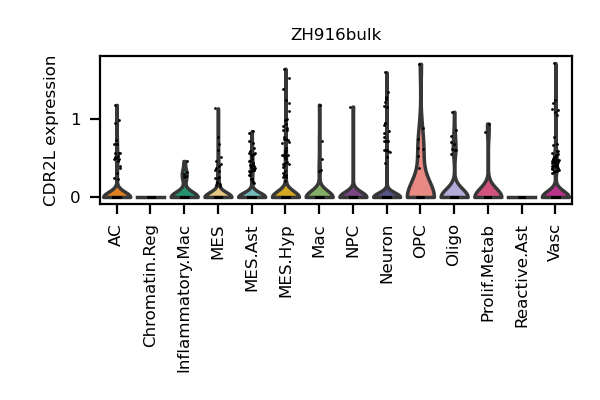 ZH916bulk
CDR2L expression
1
0
AC
Chromatin.Reg
Inflammatory.Mac
MES
MES.Ast
MES.Hyp
Mac
NPC
Neuron
OPC
Oligo
Prolif.Metab
Reactive.Ast
Vasc